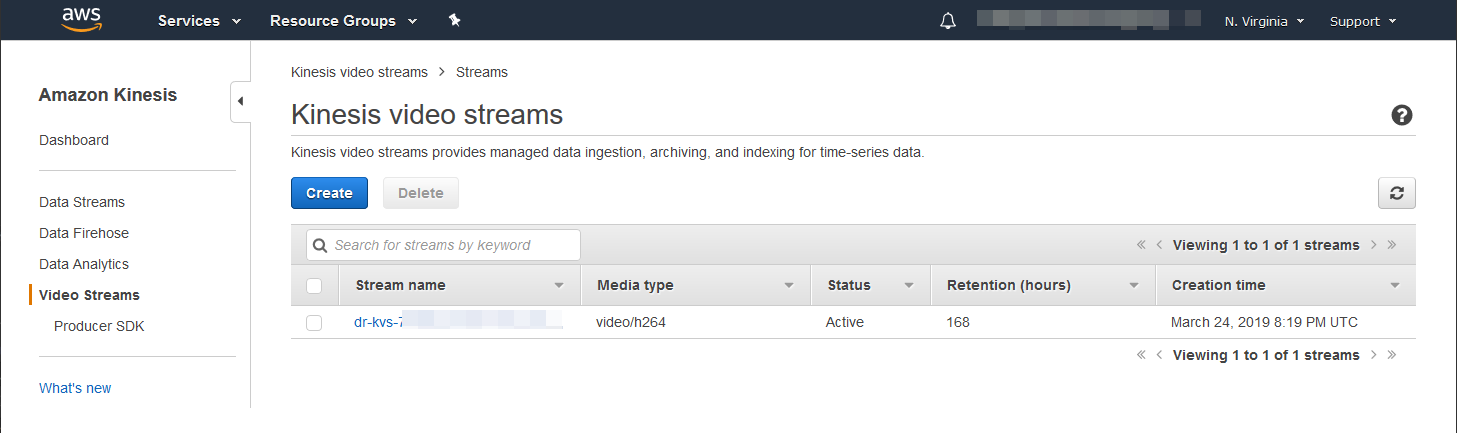 aws Services Resource Groups N. Virginia Support
Amazon Kinesis
Dashboard
Data Streams
Data Firehose
Data Analytics
Video Streams
Producer SDK
What's new
Kinesis video streams > Streams
Kinesis video streams
Kinesis video streams provides managed data ingestion, archiving, and indexing for time-series data.
Create Delete
Search for streams by keyword « < Viewing 1 to 1 of 1 streams > »
Stream name Media type Status Retention (hours) Creation time
dr-kvs-7 video/h264 Active 168 March 24, 2019 8:19 PM UTC
« < Viewing 1 to 1 of 1 streams > »